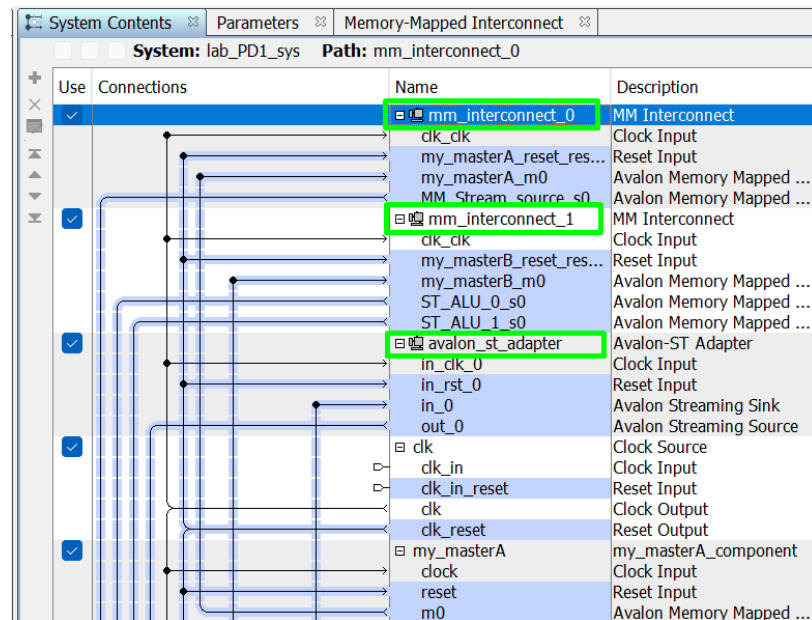 System Contents Parameters Memory-Mapped Interconnect
System: lab_PD1_sys Path: mm_interconnect_0
Use Connections Name Description
mm_interconnect_0 MM Interconnect
clk_clk Clock Input
my_masterA_reset_res... Reset Input
my_masterA_m0 Avalon Memory Mapped ...
MM_Stream_source_s0 Avalon Memory Mapped ...
mm_interconnect_1 MM Interconnect
clk_clk Clock Input
my_masterB_reset_res... Reset Input
my_masterB_m0 Avalon Memory Mapped ...
ST_ALU_0_s0 Avalon Memory Mapped ...
ST_ALU_1_s0 Avalon Memory Mapped ...
avalon_st_adapter Avalon-ST Adapter
in_clk_0 Clock Input
in_rst_0 Reset Input
in_0 Avalon Streaming Sink
out_0 Avalon Streaming Source
clk Clock Source
clk_in Clock Input
clk_in_reset Reset Input
clk Clock Output
clk_reset Reset Output
my_masterA my_masterA_component
clock Clock Input
reset Reset Input
m0 Avalon Memory Mapped ...